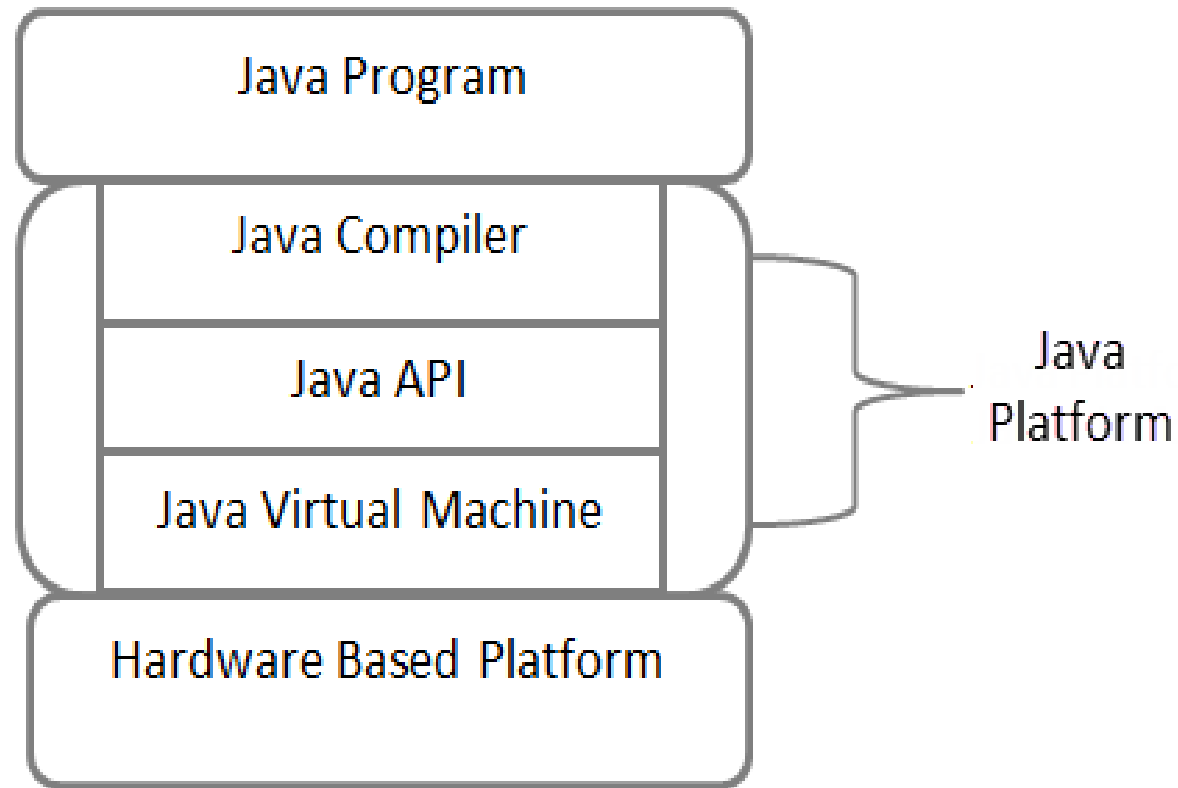 Java Program
Java Compiler
Java API
Java Virtual Machine
Java
Platform
Hardware Based Platform